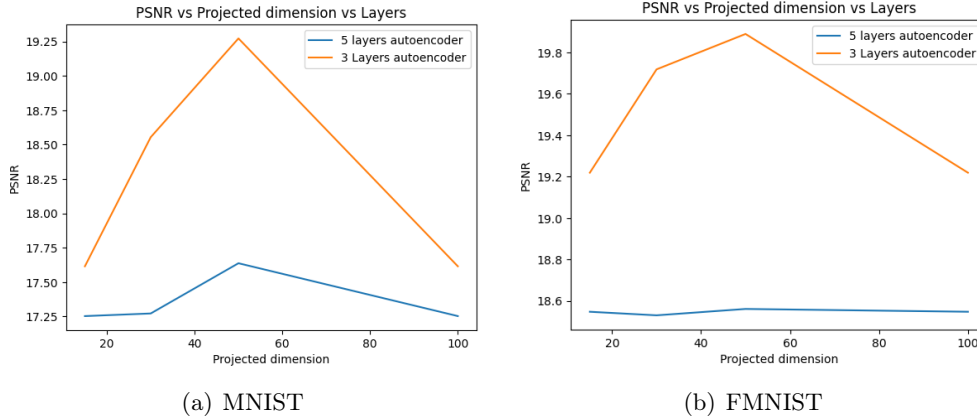 PSNR vs Projected dimension vs Layers
5 layers autoencoder
3 Layers autoencoder
19.25
19.00
18.75
18.50
18.25
18.00
17.75
17.50
17.25
PSNR
20
40
60
80
100
Projected dimension
(a) MNIST
PSNR vs Projected dimension vs Layers
5 layers autoencoder
3 Layers autoencoder
19.8
19.6
19.4
19.2
19.0
18.8
18.6
PSNR
20
40
60
80
100
Projected dimension
(b) FMNIST